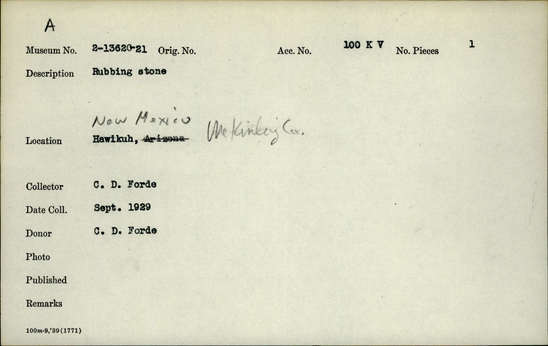 A
Museum No. 2-13620-21 Orig. No. Acc. No. 100 K V No. Pieces 1
Description Rubbing stone
New Mexico
Location Hawikuh, Arizona McKinley Co.
Collector C. D. Forde
Date Coll. Sept. 1929
Donor C. D. Forde
Photo
Published
Remarks
100m-9,'39(1771)